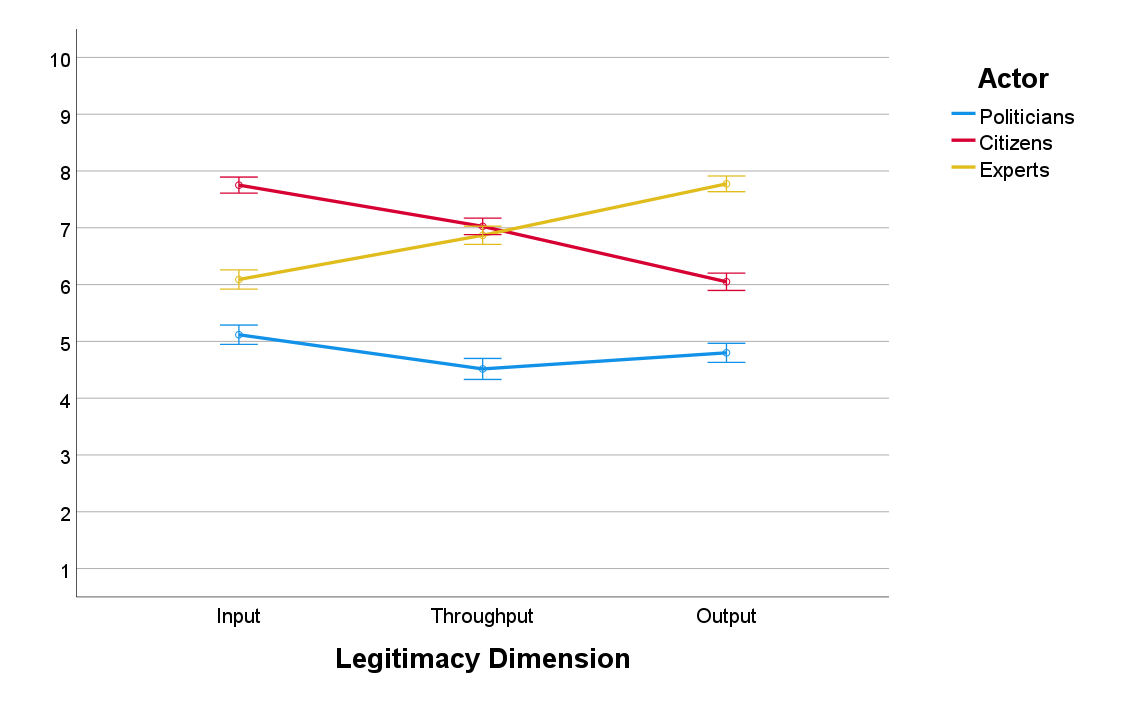 10
9
8
7
6
5
4
3
2
1
Input
Throughput
Output
Legitimacy Dimension
Actor
Politicians
Citizens
Experts